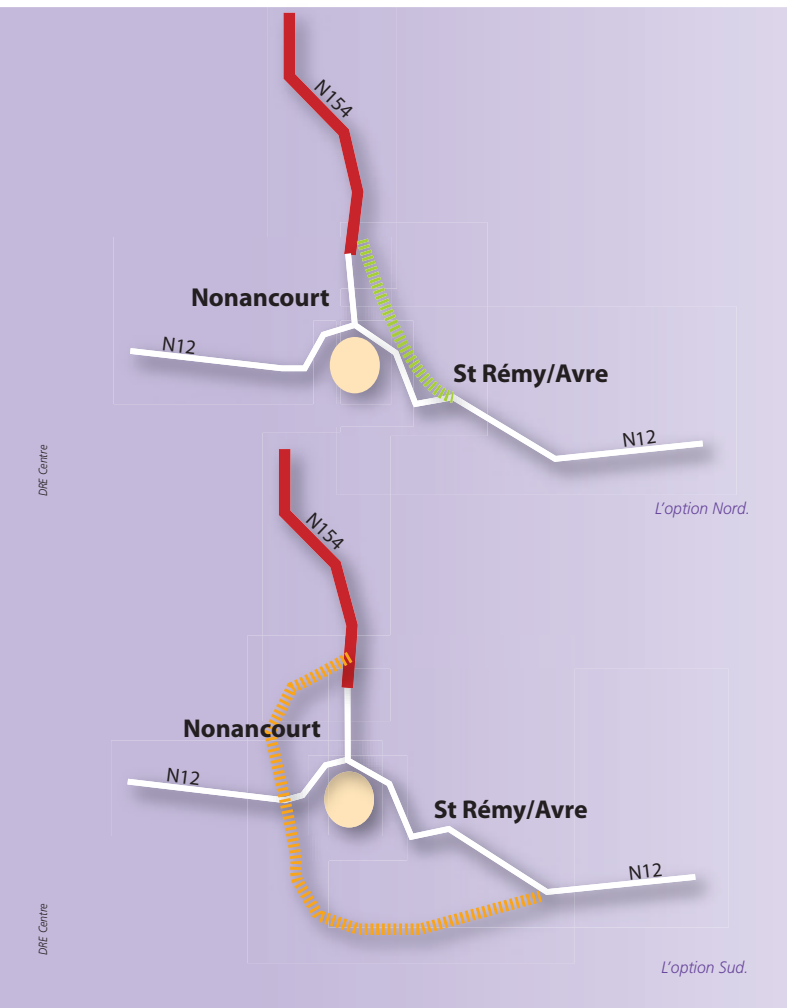 N154
Nonancourt
N12
St Rémy/Avre
N12
DRE Centre
L'option Nord.
N154
Nonancourt
N12
St Rémy/Avre
N12
DRE Centre
L'option Sud.